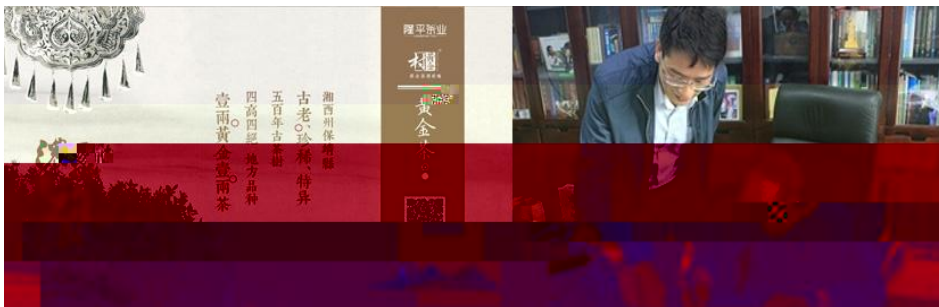 隆平茶业
黄金茶
湘西州保靖縣
古老、珍稀、特异
五百年古茶樹
四高四絕地方品种
壹兩黃金壹兩茶